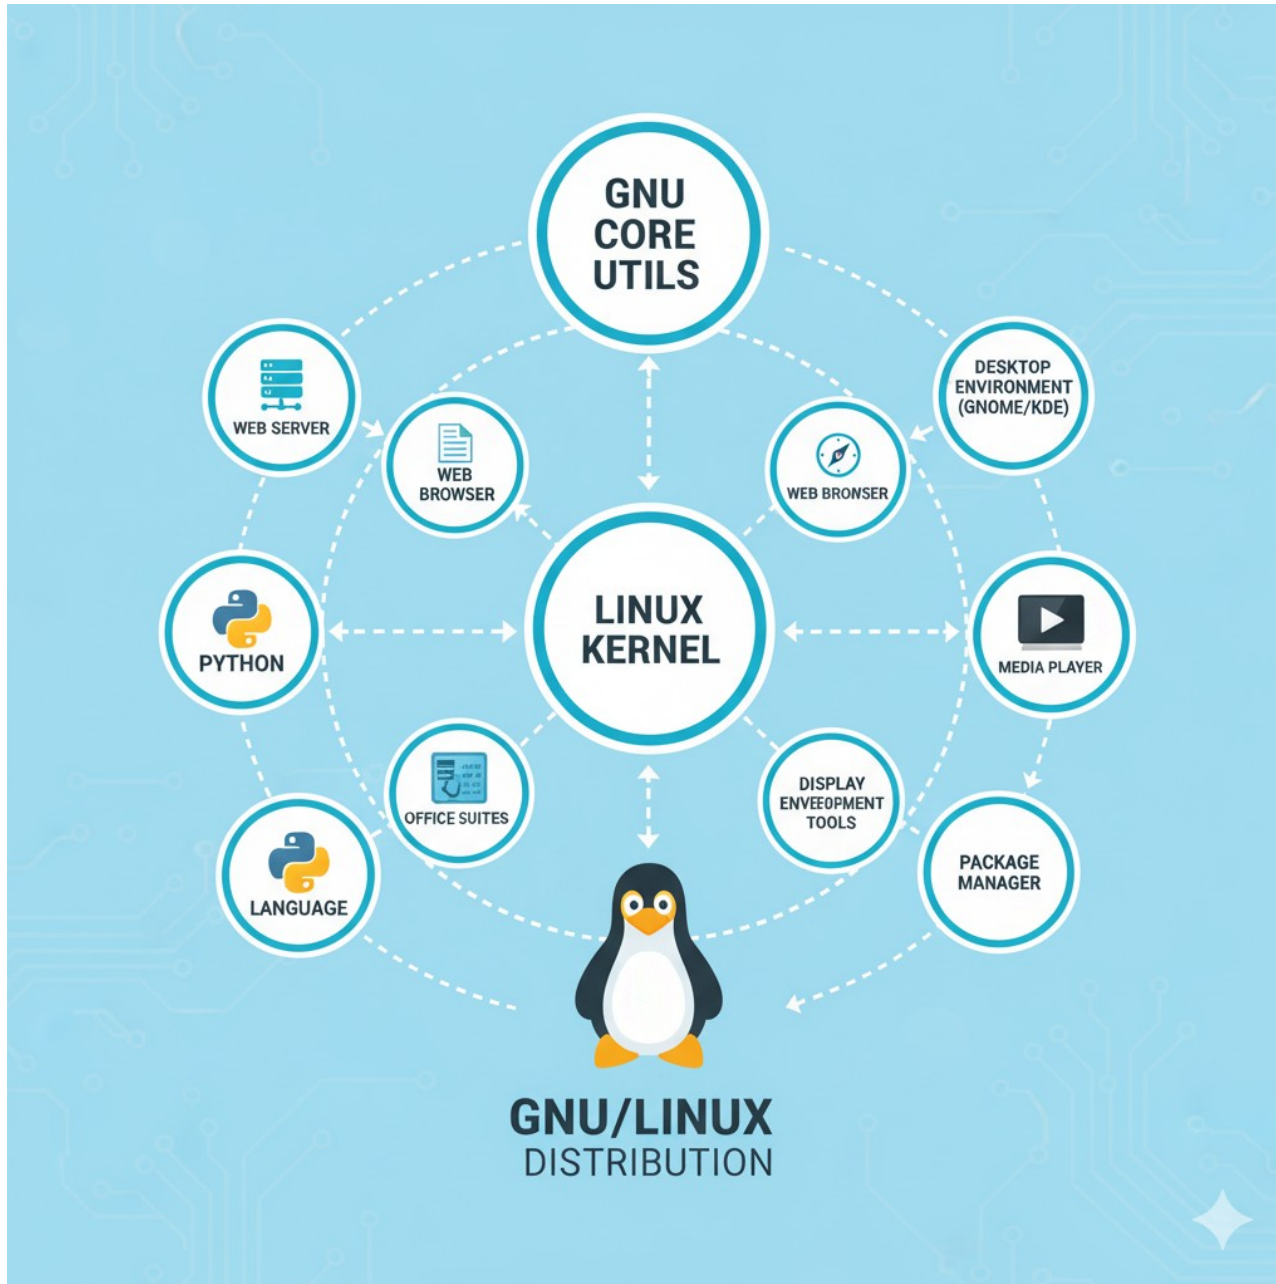 GNU
CORE
UTILS
WEB SERVER
DESKTOP
ENVIRONMENT
(GNOME/KDE)
WEB
BROWSER
WEB BRONSER
LINUX
KERNEL
PYTHON
MEDIA PLAYER
OFFICE SUITES
DISPLAY
ENVEEOPMENT
TOOLS
LANGUAGE
PACKAGE
MANAGER
GNU/LINUX
DISTRIBUTION